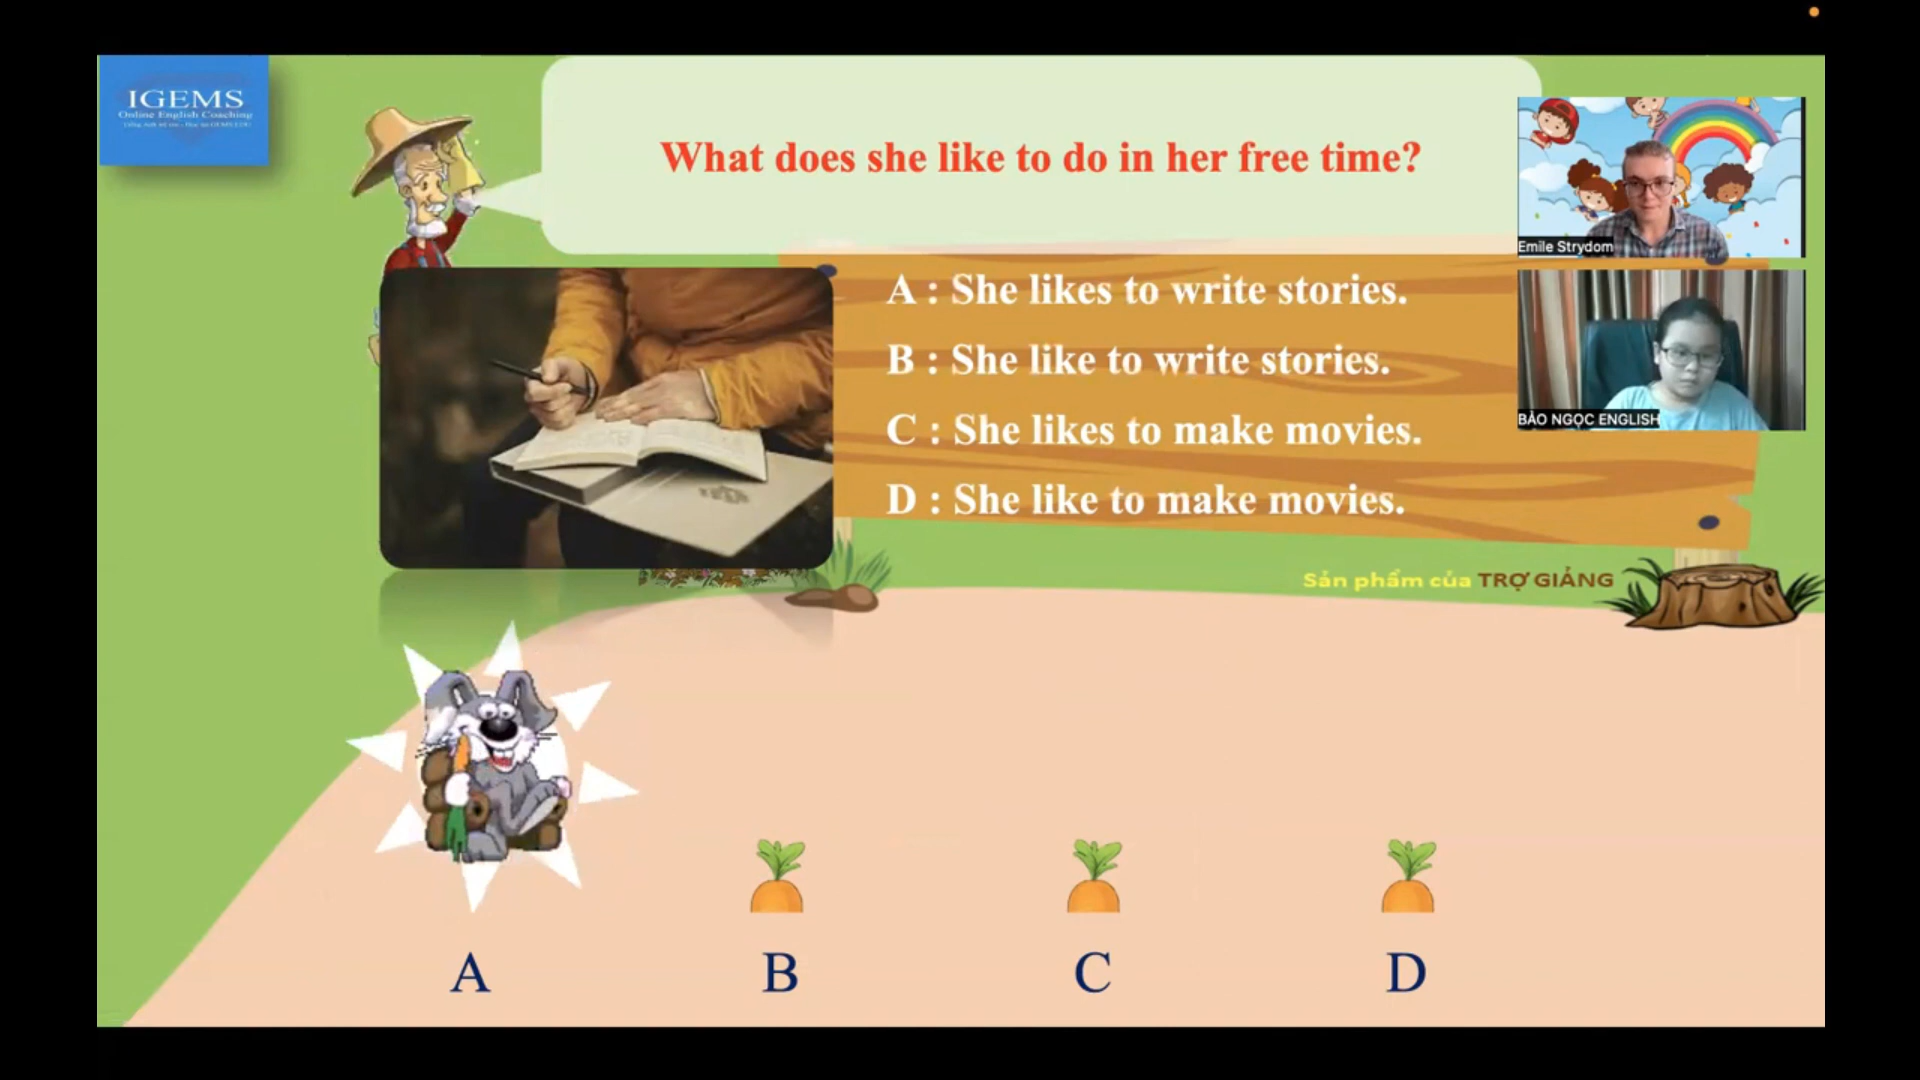 IGEMS
Online English Coaching
What does she like to do in her free time?
Emile Strydom
A : She likes to write stories.
B : She like to write stories.
BẢO NGỌC ENGLISH
C : She likes to make movies.
D : She like to make movies.
Sản phẩm của TRỢ GIẢNG
A
B
C
D